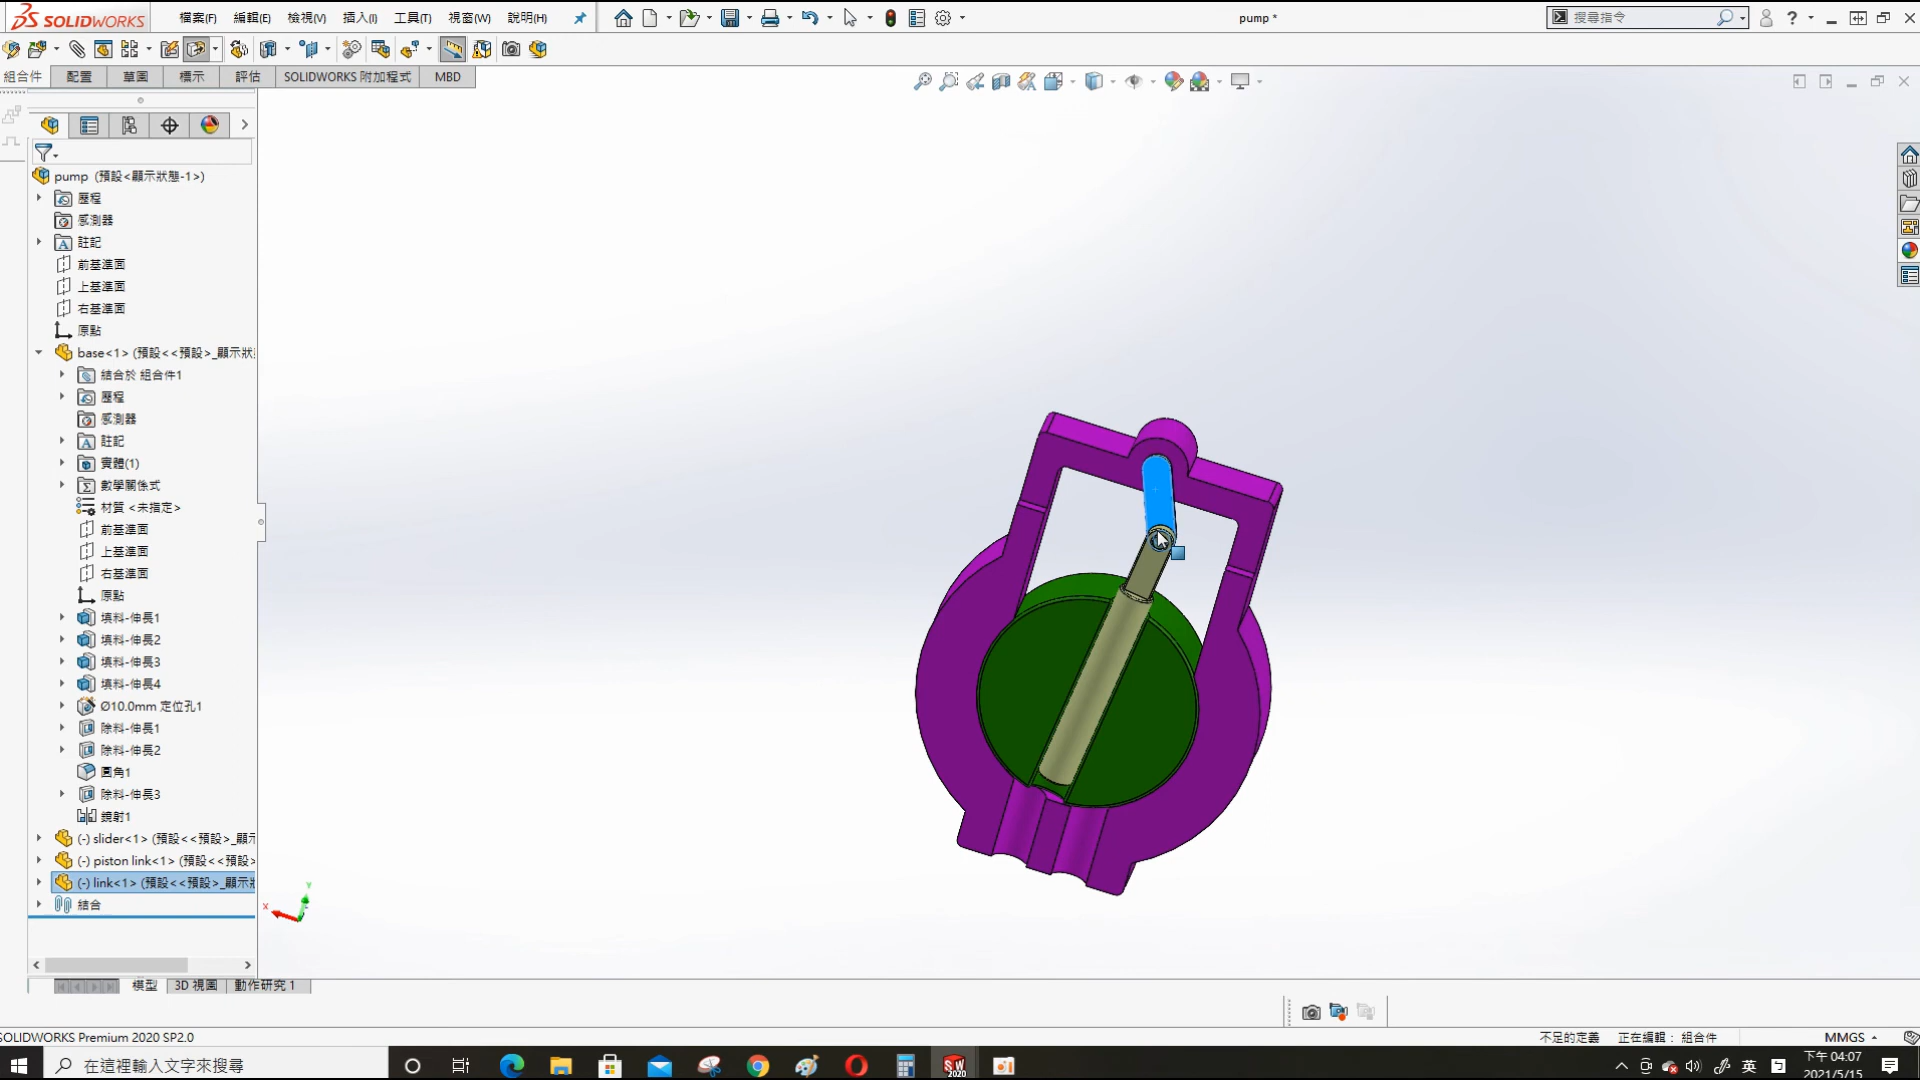 SOLIDWORKS 檔案(F) 編輯(E) 檢視(V) 插入(I) 工具(T) 視窗(W) 說明(H) pump * 搜尋指令
組合件 配置 草圖 標示 評估 SOLIDWORKS 附加程式 MBD
pump (預設<顯示狀態-1>)
歷程
感測器
註記
前基準面
上基準面
右基準面
原點
base<1> (預設<<預設>_顯示狀
結合於 組合件1
歷程
感測器
註記
實體(1)
數學關係式
材質 <未指定>
前基準面
上基準面
右基準面
原點
填料-伸長1
填料-伸長2
填料-伸長3
填料-伸長4
Ø10.0mm 定位孔1
除料-伸長1
除料-伸長2
圓角1
除料-伸長3
鏡射1
(-) slider<1> (預設<<預設>_顯示
(-) piston link<1> (預設<<預設>
(-) link<1> (預設<<預設>_顯示狀
結合
模型 3D 視圖 動作研究 1
SOLIDWORKS Premium 2020 SP2.0 不足的定義 正在編輯： 組合件 MMGS
在這裡輸入文字來搜尋 英 下午 04:07
2021/5/15